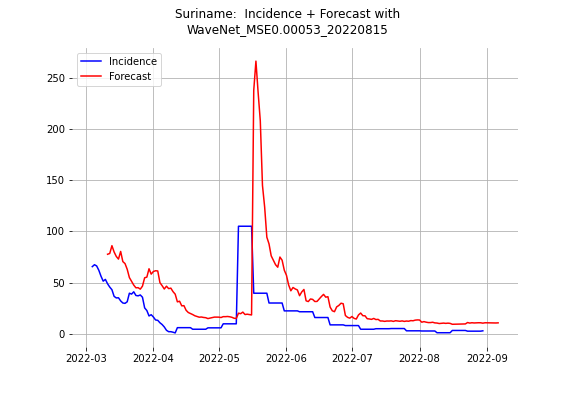 Suriname:  Incidence + Forecast with
WaveNet_MSE0.00053_20220815
Incidence
Forecast
250
200
150
100
50
0
2022-03 2022-04 2022-05 2022-06 2022-07 2022-08 2022-09